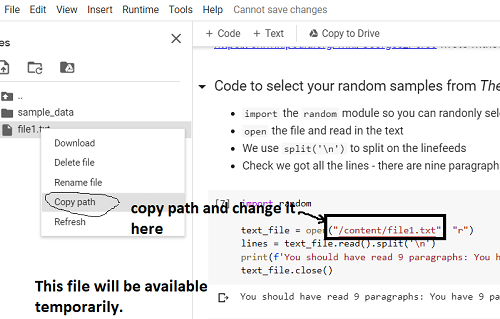 File Edit View Insert Runtime Tools Help Cannot save changes
es
+ Code + Text Copy to Drive
..
sample_data
file1.txt
Download
Delete file
Rename file
Copy path
Refresh
copy path and change it
here
This file will be available
temporarily.
Code to select your random samples from The
import the random module so you can randomly sele
open the file and read in the text
We use split('\n') to split on the linefeeds
Check we got all the lines - there are nine paragraph
[7] import random
text_file = open("/content/file1.txt" "r")
lines = text_file.read().split('\n')
print(f'You should have read 9 paragraphs: You h
text_file.close()
You should have read 9 paragraphs: You have 9 pa